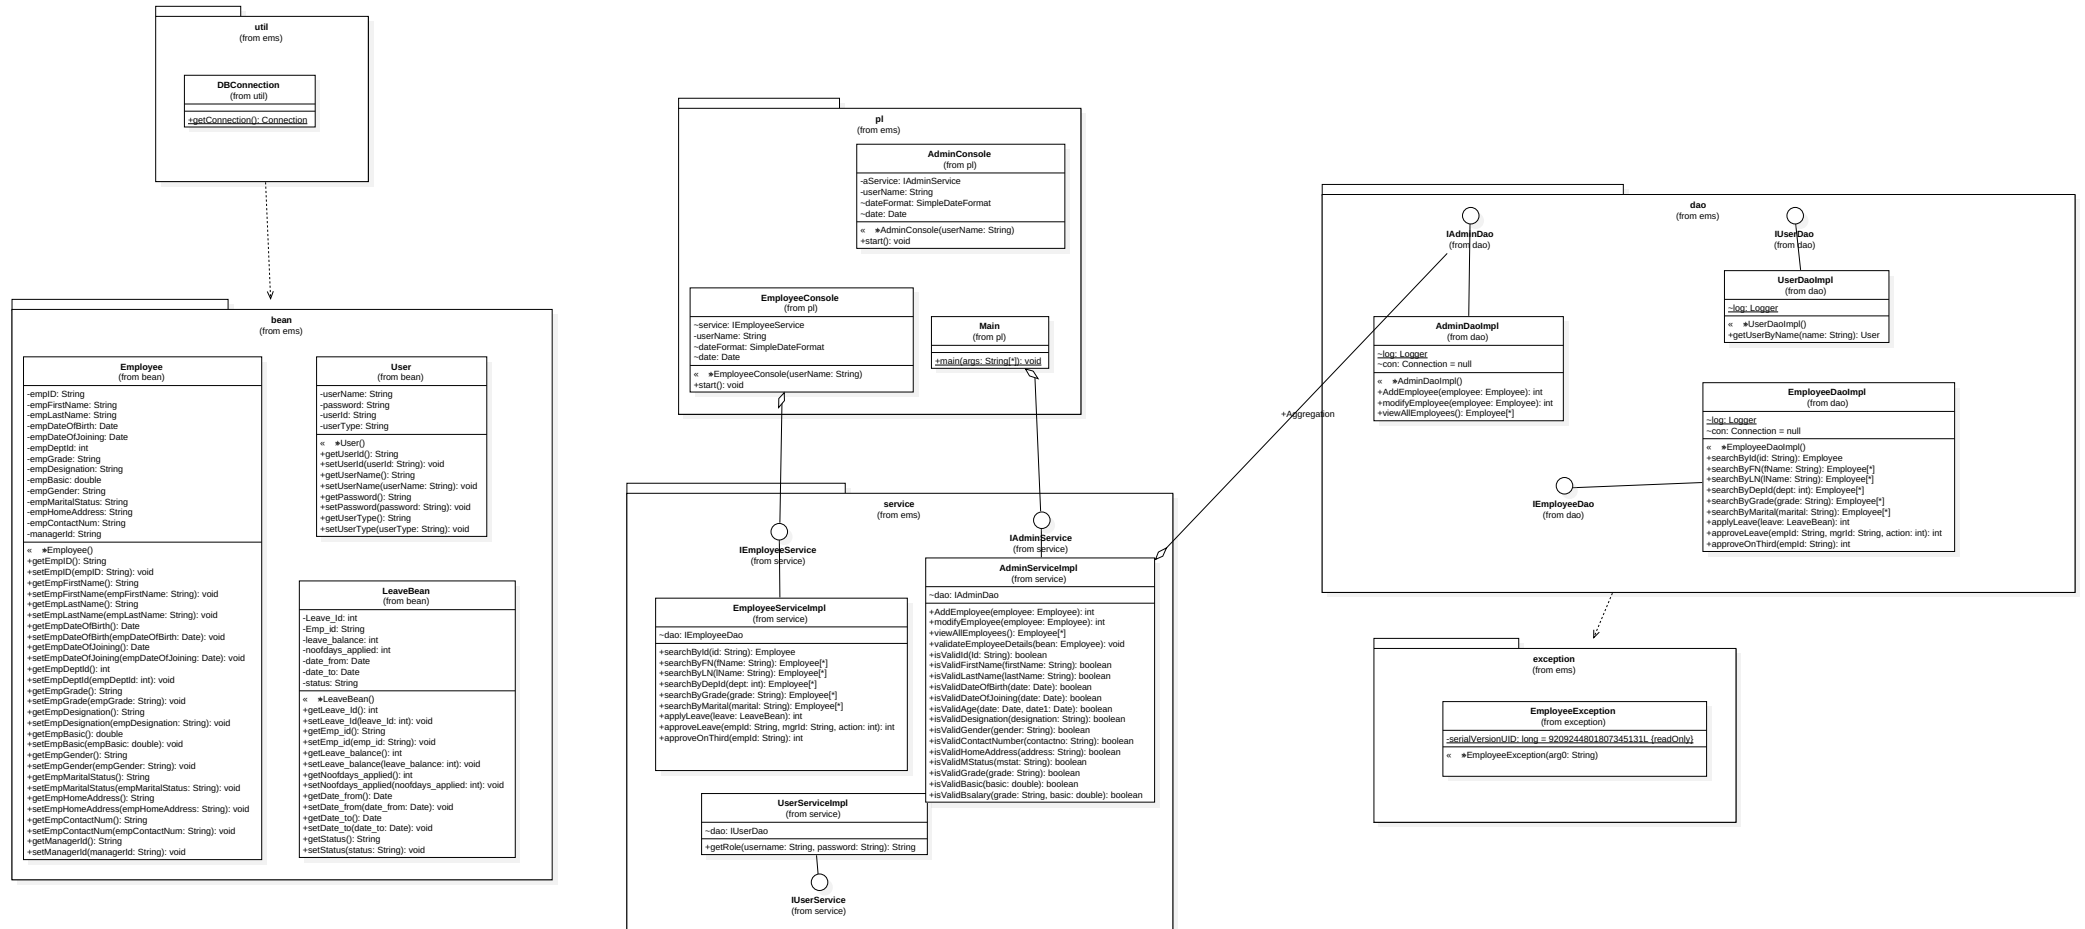 util
(from ems)
DBConnection
(from util)
+getConnection(): Connection
bean
(from ems)
Employee
(from bean)
-empID: String
-empFirstName: String
-empLastName: String
-empDateOfBirth: Date
-empDateOfJoining: Date
-empDeptId: int
-empGrade: String
-empDesignation: String
-empBasic: double
-empGender: String
-empMaritalStatus: String
-empHomeAddress: String
-empContactNum: String
-managerId: String
« »Employee()
+getEmpID(): String
+setEmpID(empID: String): void
+getEmpFirstName(): String
+setEmpFirstName(empFirstName: String): void
+getEmpLastName(): String
+setEmpLastName(empLastName: String): void
+getEmpDateOfBirth(): Date
+setEmpDateOfBirth(empDateOfBirth: Date): void
+getEmpDateOfJoining(): Date
+setEmpDateOfJoining(empDateOfJoining: Date): void
+getEmpDeptId(): int
+setEmpDeptId(empDeptId: int): void
+getEmpGrade(): String
+setEmpGrade(empGrade: String): void
+getEmpDesignation(): String
+setEmpDesignation(empDesignation: String): void
+getEmpBasic(): double
+setEmpBasic(empBasic: double): void
+getEmpGender(): String
+setEmpGender(empGender: String): void
+getEmpMaritalStatus(): String
+setEmpMaritalStatus(empMaritalStatus: String): void
+getEmpHomeAddress(): String
+setEmpHomeAddress(empHomeAddress: String): void
+getEmpContactNum(): String
+setEmpContactNum(empContactNum: String): void
+getManagerId(): String
+setManagerId(managerId: String): void
User
(from bean)
-userName: String
-password: String
-userId: String
-userType: String
« »User()
+getUserId(): String
+setUserId(userId: String): void
+getUserName(): String
+setUserName(userName: String): void
+getPassword(): String
+setPassword(password: String): void
+getUserType(): String
+setUserType(userType: String): void
LeaveBean
(from bean)
-Leave_Id: int
-Emp_id: String
-leave_balance: int
-noofdays_applied: int
-date_from: Date
-date_to: Date
-status: String
« »LeaveBean()
+getLeave_Id(): int
+setLeave_Id(leave_Id: int): void
+getEmp_id(): String
+setEmp_id(emp_id: String): void
+getLeave_balance(): int
+setLeave_balance(leave_balance: int): void
+getNoofdays_applied(): int
+setNoofdays_applied(noofdays_applied: int): void
+getDate_from(): Date
+setDate_from(date_from: Date): void
+getDate_to(): Date
+setDate_to(date_to: Date): void
+getStatus(): String
+setStatus(status: String): void
pl
(from ems)
AdminConsole
(from pl)
-aService: IAdminService
-userName: String
~dateFormat: SimpleDateFormat
~date: Date
« »+AdminConsole(userName: String)
+start(): void
EmployeeConsole
(from pl)
~service: IEmployeeService
-userName: String
~dateFormat: SimpleDateFormat
~date: Date
« »+EmployeeConsole(userName: String)
+start(): void
Main
(from pl)
+main(args: String[*]): void
service
(from ems)
IEmployeeService
(from service)
IAdminService
(from service)
EmployeeServiceImpl
(from service)
~dao: IEmployeeDao
+searchById(id: String): Employee
+searchByFN(fName: String): Employee[*]
+searchByLN(lName: String): Employee[*]
+searchByDepId(dept: int): Employee[*]
+searchByGrade(grade: String): Employee[*]
+searchByMarital(marital: String): Employee[*]
+applyLeave(leave: LeaveBean): int
+approveLeave(empId: String, mgrId: String, action: int): int
+approveOnThird(empId: String): int
AdminServiceImpl
(from service)
~dao: IAdminDao
+AddEmployee(employee: Employee): int
+modifyEmployee(employee: Employee): int
+viewAllEmployees(): Employee[*]
+validateEmployeeDetails(bean: Employee): void
+isValidId(Id: String): boolean
+isValidFirstName(firstName: String): boolean
+isValidLastName(lastName: String): boolean
+isValidDateOfBirth(date: Date): boolean
+isValidDateOfJoining(date: Date): boolean
+isValidAge(date: Date, date1: Date): boolean
+isValidDesignation(designation: String): boolean
+isValidGender(gender: String): boolean
+isValidContactNumber(contactno: String): boolean
+isValidHomeAddress(address: String): boolean
+isValidMStatus(mstat: String): boolean
+isValidGrade(grade: String): boolean
+isValidBasic(basic: double): boolean
+isValidBsalary(grade: String, basic: double): boolean
UserServiceImpl
(from service)
~dao: IUserDao
+getRole(username: String, password: String): String
IUserService
(from service)
+Aggregation
dao
(from ems)
IAdminDao
(from dao)
IUserDao
(from dao)
UserDaoImpl
(from dao)
~log: Logger
« »+UserDaoImpl()
+getUserByName(name: String): User
AdminDaoImpl
(from dao)
~log: Logger
~con: Connection = null
« »+AdminDaoImpl()
+AddEmployee(employee: Employee): int
+modifyEmployee(employee: Employee): int
+viewAllEmployees(): Employee[*]
EmployeeDaoImpl
(from dao)
~log: Logger
~con: Connection = null
« »+EmployeeDaoImpl()
+searchById(id: String): Employee
+searchByFN(fName: String): Employee[*]
+searchByLN(lName: String): Employee[*]
+searchByDepId(dept: int): Employee[*]
+searchByGrade(grade: String): Employee[*]
+searchByMarital(marital: String): Employee[*]
+applyLeave(leave: LeaveBean): int
+approveLeave(empId: String, mgrId: String, action: int): int
+approveOnThird(empId: String): int
IEmployeeDao
(from dao)
exception
(from ems)
EmployeeException
(from exception)
-serialVersionUID: long = 9209244801807345131L {readOnly}
« »+EmployeeException(arg0: String)